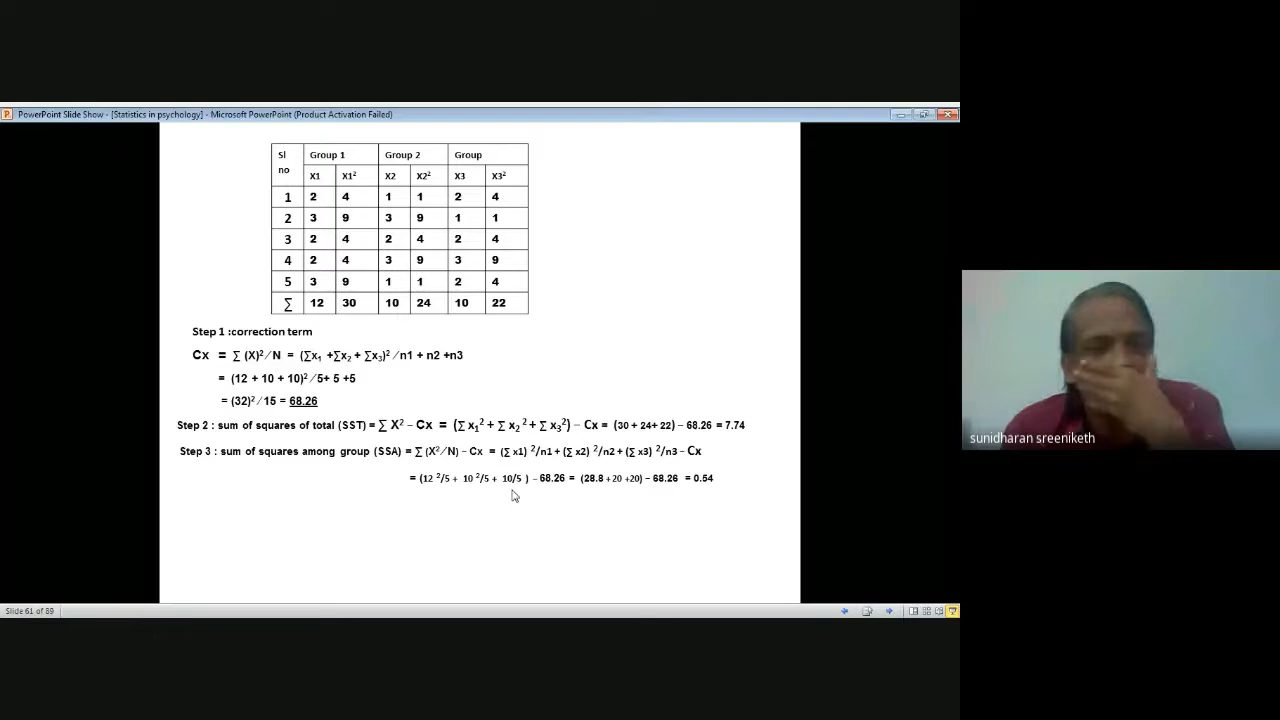 PowerPoint Slide Show - [Statistics in psychology] - Microsoft PowerPoint (Product Activation Failed)
Sl no Group 1 Group 2 Group
X1 X1² X2 X2² X3 X3²
1 2 4 1 1 2 4
2 3 9 3 9 1 1
3 2 4 2 4 2 4
4 2 4 3 9 3 9
5 3 9 1 1 2 4
∑ 12 30 10 24 10 22
Step 1 :correction term
Cx = ∑ (X)² ⁄ N = (∑x₁ +∑x₂ + ∑x₃)² ⁄ n1 + n2 +n3
= (12 + 10 + 10)² ⁄ 5+ 5 +5
= (32)² ⁄ 15 = 68.26
Step 2 : sum of squares of total (SST) = ∑ X² − Cx = (∑ x₁² + ∑ x₂² + ∑ x₃²) − Cx = (30 + 24+ 22) − 68.26 = 7.74
Step 3 : sum of squares among group (SSA) = ∑ (X² ⁄ N) − Cx = (∑ x1) ²/n1 + (∑ x2) ²/n2 + (∑ x3) ²/n3 − Cx
= (12 ²/5 + 10 ²/5 + 10/5 ) − 68.26 = (28.8 + 20 +20) − 68.26 = 0.54
sunidharan sreeniketh
Slide 61 of 89